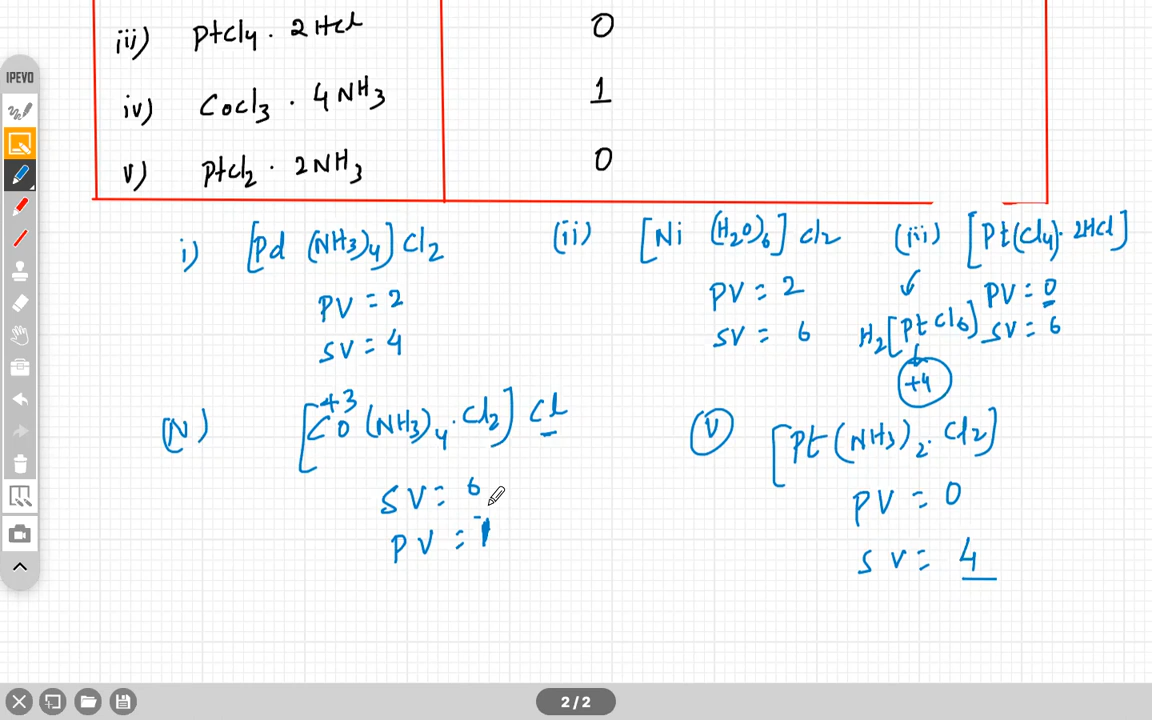 iii) PtCl4 . 2HCl 0
IPEVO
iv) CoCl3 . 4NH3 1
v) PtCl2 . 2NH3 0
i) [Pd (NH3)4] Cl2 (ii) [Ni (H2O)6] Cl2 (iii) [Pt(Cl4) . 2HCl]
PV = 2 PV = 2 PV = 0
SV = 4 SV = 6 H2[PtCl6] SV = 6
+4
(IV) [Co+3 (NH3)4 . Cl2] Cl (V) [Pt(NH3)2 . Cl2]
SV = 6 PV = 0
PV = 1 SV = 4
2 / 2